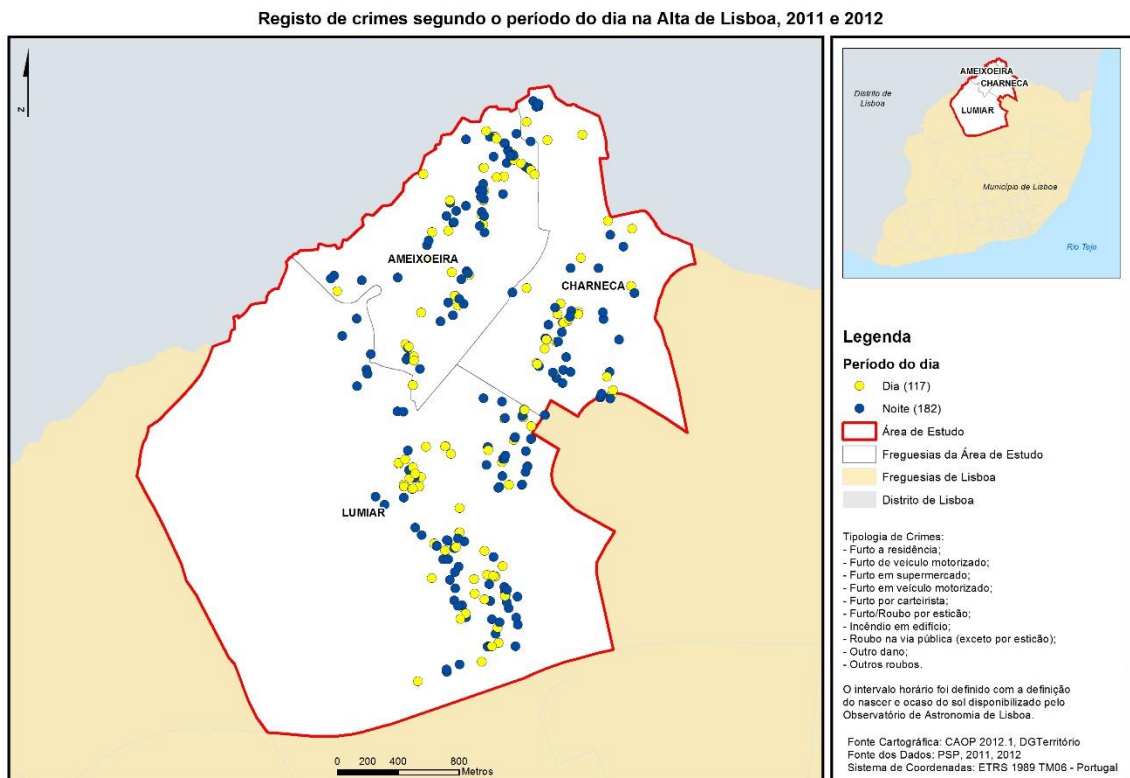 Registo de crimes segundo o período do dia na Alta de Lisboa, 2011 e 2012
N
AMEIXOEIRA
CHARNECA
LUMIAR
0 200 400 800
Metros
AMEIXOEIRA
CHARNECA
LUMIAR
Distrito de
Lisboa
Município de Lisboa
Rio Tejo
Legenda
Período do dia
Dia (117)
Noite (182)
Área de Estudo
Freguesias da Área de Estudo
Freguesias de Lisboa
Distrito de Lisboa
Tipologia de Crimes:
- Furto a residência;
- Furto de veículo motorizado;
- Furto em supermercado;
- Furto em veículo motorizado;
- Furto por carteirista;
- Furto/Roubo por esticão;
- Incêndio em edifício;
- Roubo na via pública (exceto por esticão);
- Outro dano;
- Outros roubos.
O intervalo horário foi definido com a definição
do nascer e ocaso do sol disponibilizado pelo
Observatório de Astronomia de Lisboa.
Fonte Cartográfica: CAOP 2012.1, DGTerritório
Fonte dos Dados: PSP, 2011, 2012
Sistema de Coordenadas: ETRS 1989 TM06 - Portugal